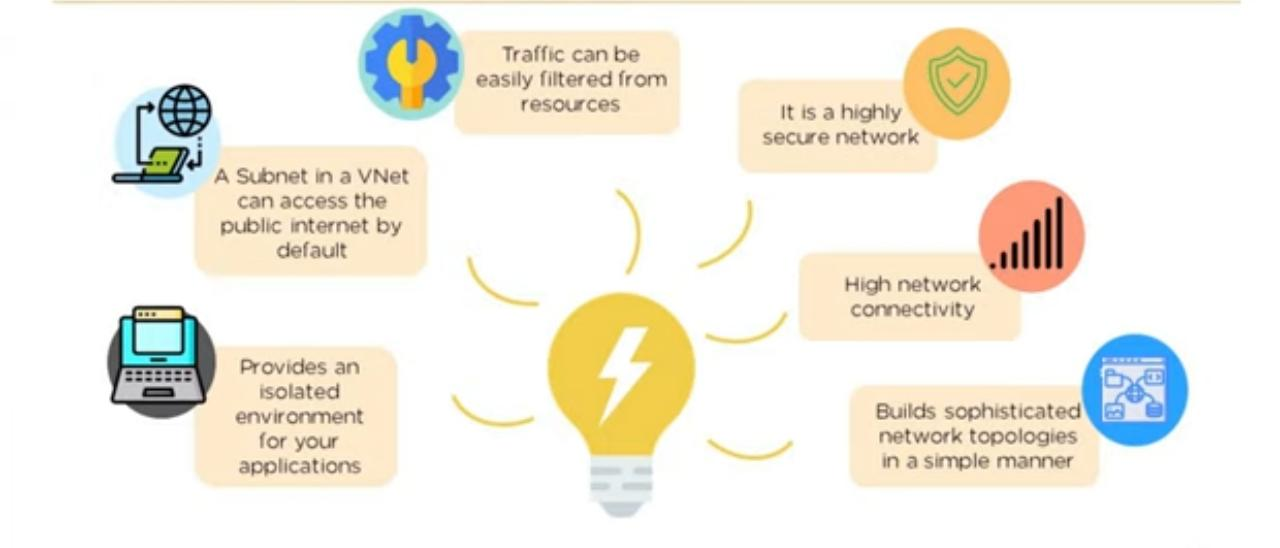 Traffic can be
easily filtered from
resources
It is a highly
secure network
A Subnet in a VNet
can access the
public internet by
default
High network
connectivity
Provides an
isolated
environment
for your
applications
Builds sophisticated
network topologies
in a simple manner